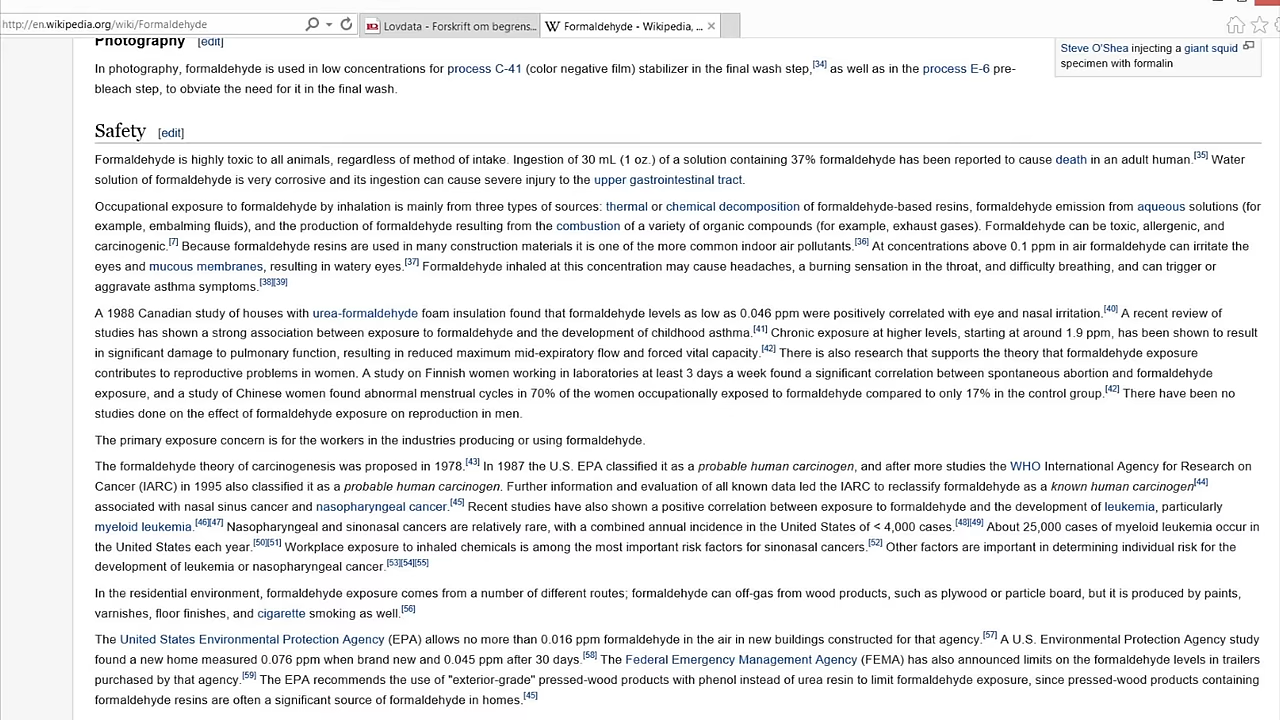 http://en.wikipedia.org/wiki/Formaldehyde
Lovdata - Forskrift om begrens...
W Formaldehyde - Wikipedia, ...
Photography [edit]
In photography, formaldehyde is used in low concentrations for process C-41 (color negative film) stabilizer in the final wash step,[34] as well as in the process E-6 pre-
bleach step, to obviate the need for it in the final wash.
Steve O'Shea injecting a giant squid
specimen with formalin
Safety [edit]
Formaldehyde is highly toxic to all animals, regardless of method of intake. Ingestion of 30 mL (1 oz.) of a solution containing 37% formaldehyde has been reported to cause death in an adult human.[35] Water
solution of formaldehyde is very corrosive and its ingestion can cause severe injury to the upper gastrointestinal tract.
Occupational exposure to formaldehyde by inhalation is mainly from three types of sources: thermal or chemical decomposition of formaldehyde-based resins, formaldehyde emission from aqueous solutions (for
example, embalming fluids), and the production of formaldehyde resulting from the combustion of a variety of organic compounds (for example, exhaust gases). Formaldehyde can be toxic, allergenic, and
carcinogenic.[7] Because formaldehyde resins are used in many construction materials it is one of the more common indoor air pollutants.[36] At concentrations above 0.1 ppm in air formaldehyde can irritate the
eyes and mucous membranes, resulting in watery eyes.[37] Formaldehyde inhaled at this concentration may cause headaches, a burning sensation in the throat, and difficulty breathing, and can trigger or
aggravate asthma symptoms.[38][39]
A 1988 Canadian study of houses with urea-formaldehyde foam insulation found that formaldehyde levels as low as 0.046 ppm were positively correlated with eye and nasal irritation.[40] A recent review of
studies has shown a strong association between exposure to formaldehyde and the development of childhood asthma.[41] Chronic exposure at higher levels, starting at around 1.9 ppm, has been shown to result
in significant damage to pulmonary function, resulting in reduced maximum mid-expiratory flow and forced vital capacity.[42] There is also research that supports the theory that formaldehyde exposure
contributes to reproductive problems in women. A study on Finnish women working in laboratories at least 3 days a week found a significant correlation between spontaneous abortion and formaldehyde
exposure, and a study of Chinese women found abnormal menstrual cycles in 70% of the women occupationally exposed to formaldehyde compared to only 17% in the control group.[42] There have been no
studies done on the effect of formaldehyde exposure on reproduction in men.
The primary exposure concern is for the workers in the industries producing or using formaldehyde.
The formaldehyde theory of carcinogenesis was proposed in 1978.[43] In 1987 the U.S. EPA classified it as a probable human carcinogen, and after more studies the WHO International Agency for Research on
Cancer (IARC) in 1995 also classified it as a probable human carcinogen. Further information and evaluation of all known data led the IARC to reclassify formaldehyde as a known human carcinogen[44]
associated with nasal sinus cancer and nasopharyngeal cancer.[45] Recent studies have also shown a positive correlation between exposure to formaldehyde and the development of leukemia, particularly
myeloid leukemia.[46][47] Nasopharyngeal and sinonasal cancers are relatively rare, with a combined annual incidence in the United States of < 4,000 cases.[48][49] About 25,000 cases of myeloid leukemia occur in
the United States each year.[50][51] Workplace exposure to inhaled chemicals is among the most important risk factors for sinonasal cancers.[52] Other factors are important in determining individual risk for the
development of leukemia or nasopharyngeal cancer.[53][54][55]
In the residential environment, formaldehyde exposure comes from a number of different routes; formaldehyde can off-gas from wood products, such as plywood or particle board, but it is produced by paints,
varnishes, floor finishes, and cigarette smoking as well.[56]
The United States Environmental Protection Agency (EPA) allows no more than 0.016 ppm formaldehyde in the air in new buildings constructed for that agency.[57] A U.S. Environmental Protection Agency study
found a new home measured 0.076 ppm when brand new and 0.045 ppm after 30 days.[58] The Federal Emergency Management Agency (FEMA) has also announced limits on the formaldehyde levels in trailers
purchased by that agency.[59] The EPA recommends the use of "exterior-grade" pressed-wood products with phenol instead of urea resin to limit formaldehyde exposure, since pressed-wood products containing
formaldehyde resins are often a significant source of formaldehyde in homes.[45]